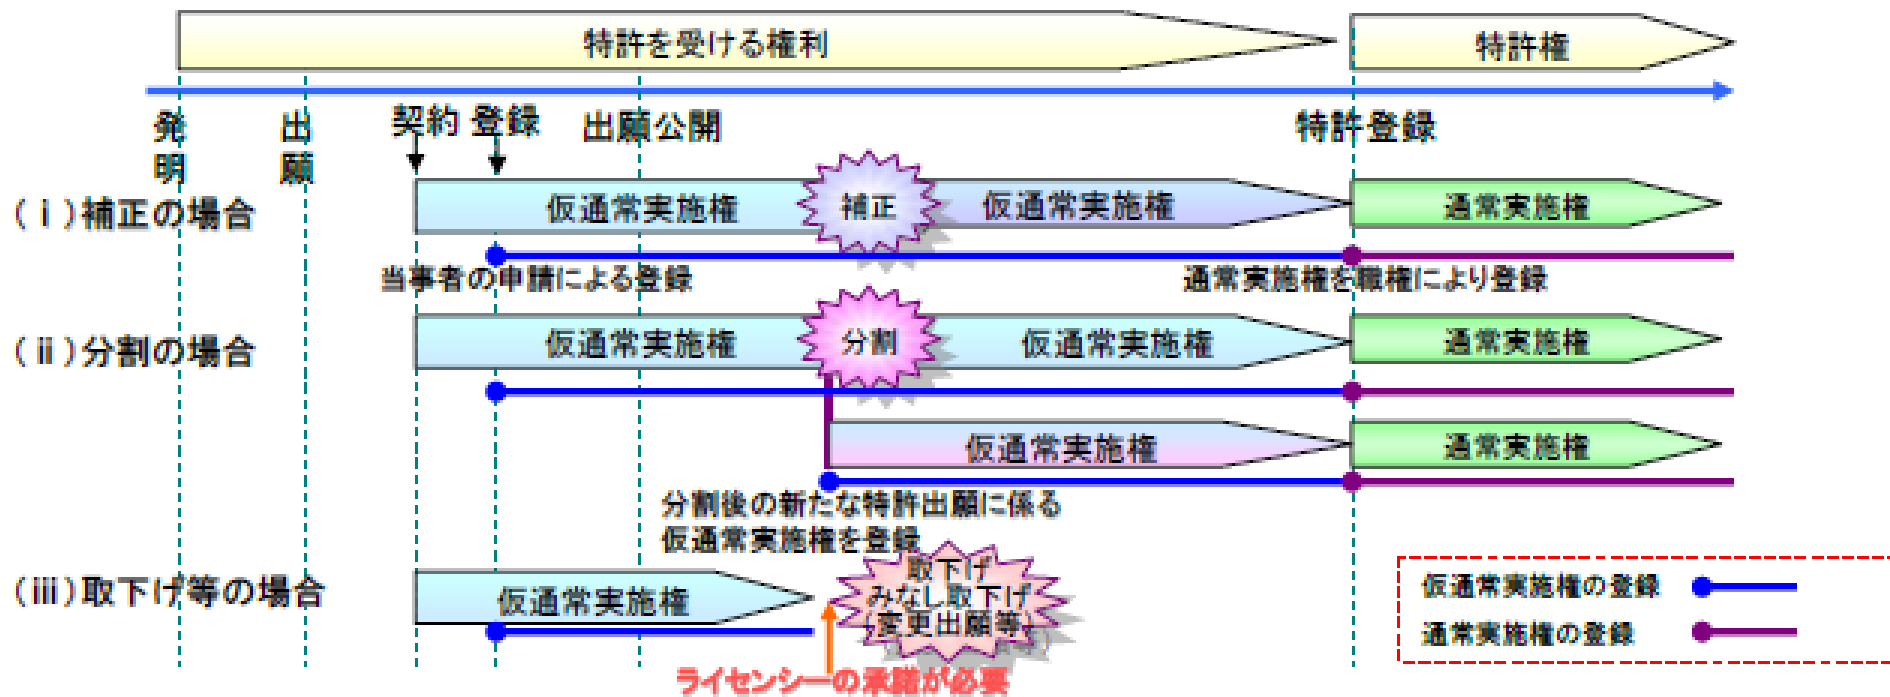 特許を受ける権利
特許権
発明
出願
契約 登録
出願公開
特許登録
(ⅰ)補正の場合
仮通常実施権
補正
仮通常実施権
通常実施権
当事者の申請による登録
通常実施権を職権により登録
(ⅱ)分割の場合
仮通常実施権
分割
仮通常実施権
通常実施権
仮通常実施権
通常実施権
分割後の新たな特許出願に係る
仮通常実施権を登録
(ⅲ)取下げ等の場合
仮通常実施権
取下げ
みなし取下げ
(変更出願等)
ライセンシーの承諾が必要
仮通常実施権の登録
通常実施権の登録